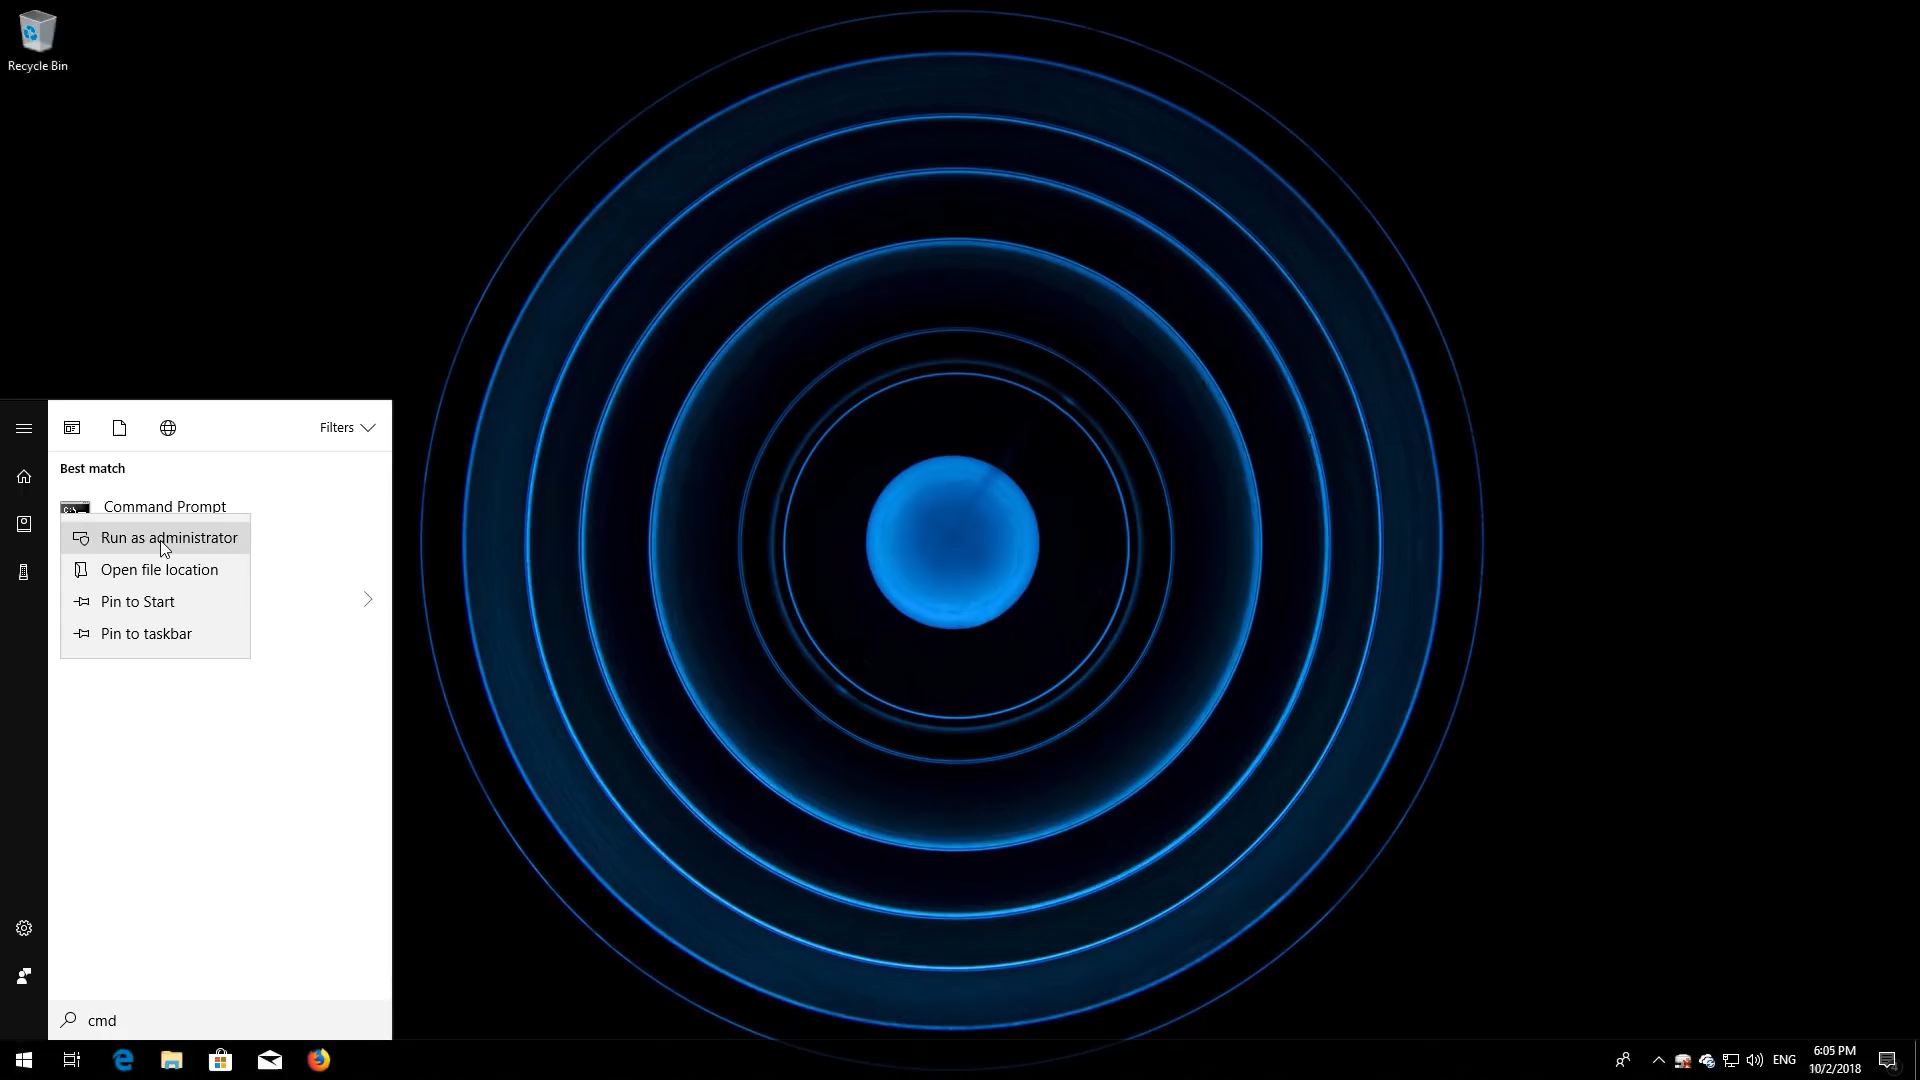 Recycle Bin
Filters
Best match
Command Prompt
Run as administrator
Open file location
Pin to Start
Pin to taskbar
cmd
ENG
6:05 PM
10/2/2018